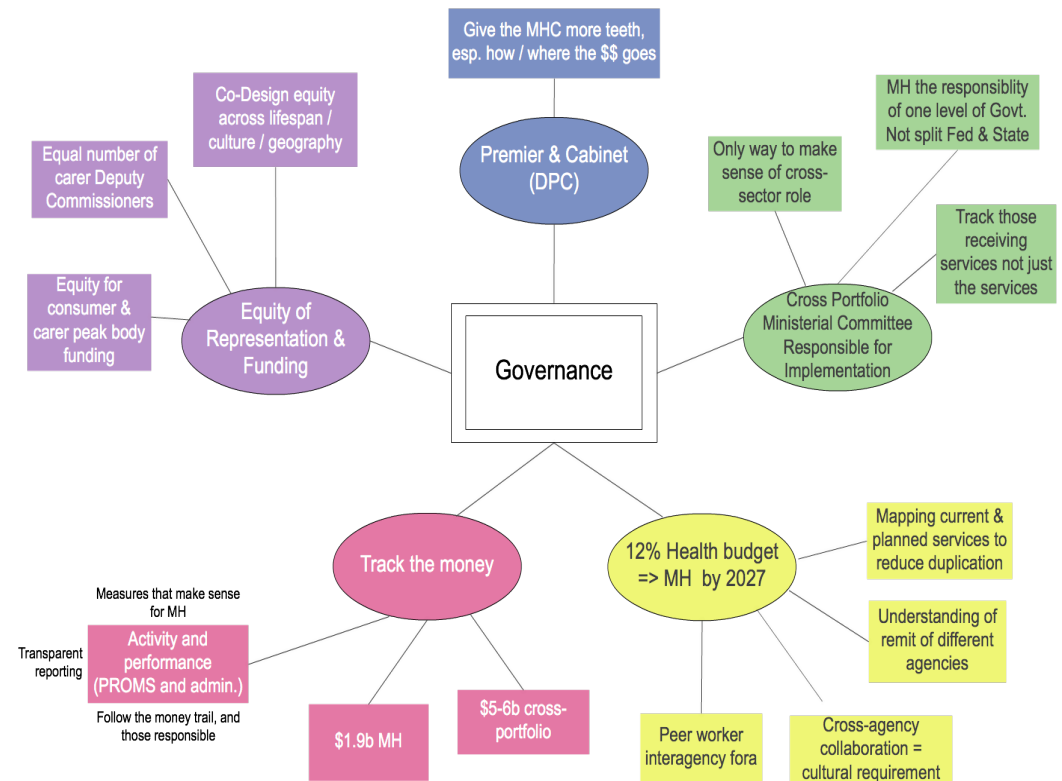 Give the MHC more teeth,
esp. how / where the $$ goes
Premier & Cabinet
(DPC)
Co-Design equity
across lifespan /
culture / geography
Equal number of
carer Deputy
Commissioners
Equity for
consumer &
carer peak body
funding
Equity of
Representation &
Funding
MH the responsiblity
of one level of Govt.
Not split Fed & State
Only way to make
sense of cross-
sector role
Track those
receiving
services not just
the services
Cross Portfolio
Ministerial Committee
Responsible for
Implementation
Governance
Track the money
Measures that make sense
for MH
Transparent
reporting
Activity and
performance
(PROMS and admin.)
Follow the money trail, and
those responsible
$1.9b MH
$5-6b cross-
portfolio
12% Health budget
=> MH by 2027
Mapping current &
planned services to
reduce duplication
Understanding of
remit of different
agencies
Peer worker
interagency fora
Cross-agency
collaboration =
cultural requirement